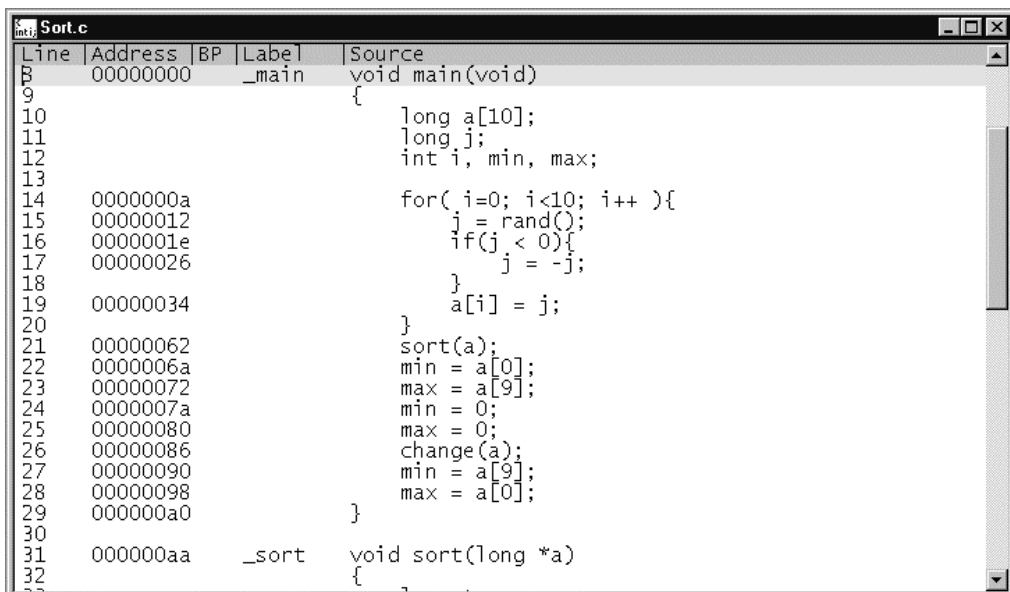 Sort.c
Line |Address |BP |Label |Source
8 00000000 _main void main(void)
9 {
10 long a[10];
11 long j;
12 int i, min, max;
13
14 0000000a for( i=0; i<10; i++ ){
15 00000012 j = rand();
16 0000001e if(j < 0){
17 00000026 j = -j;
18 }
19 00000034 a[i] = j;
20 }
21 00000062 sort(a);
22 0000006a min = a[0];
23 00000072 max = a[9];
24 0000007a min = 0;
25 00000080 max = 0;
26 00000086 change(a);
27 00000090 min = a[9];
28 00000098 max = a[0];
29 000000a0 }
30
31 000000aa _sort void sort(long *a)
32 {